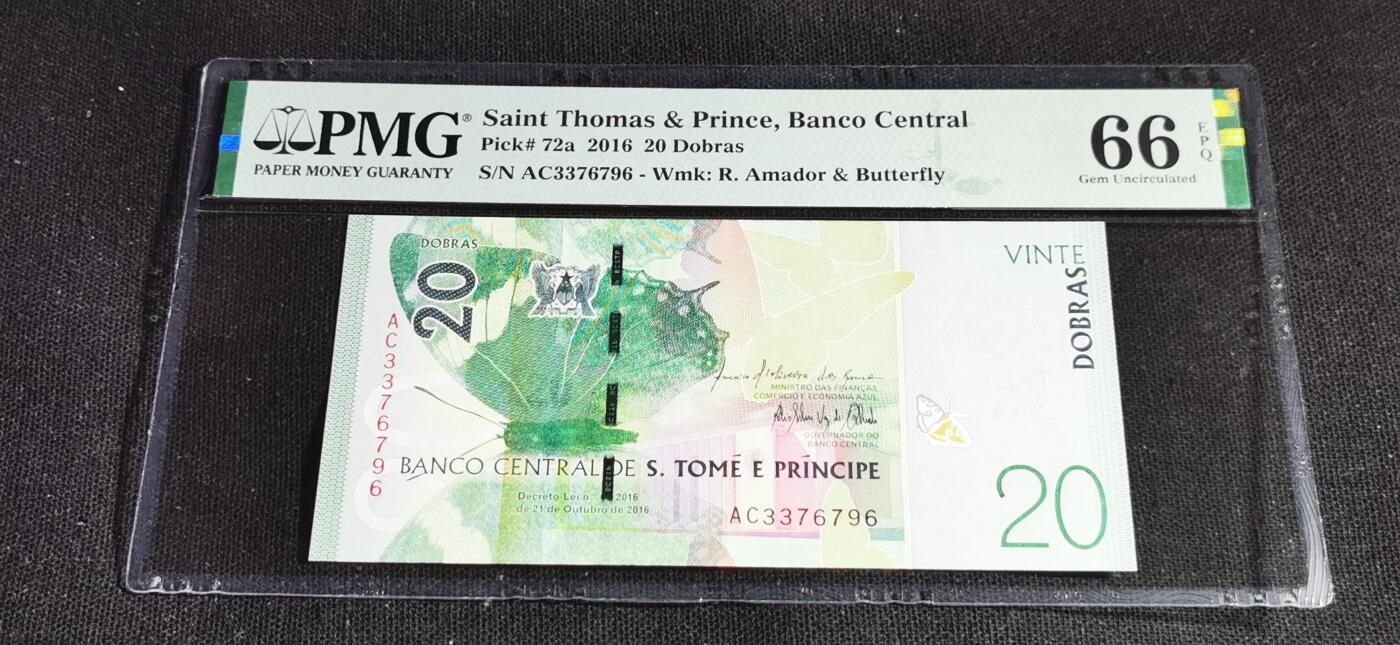 PMG®
PAPER MONEY GUARANTY
Saint Thomas & Prince, Banco Central
Pick# 72a 2016 20 Dobras
S/N AC3376796 - Wmk: R. Amador & Butterfly
66
EPQ
Gem Uncirculated
DOBRAS
20
AC3376796
VINTE
DOBRAS
MINISTRO DAS FINANÇAS
COMÉRCIO E ECONOMIA AZUL
GOVERNADOR DO
BANCO CENTRAL
BANCO CENTRAL DE S. TOMÉ E PRÍNCIPE
Decreto-Lei n.º 2016
de 21 de Outubro de 2016
AC3376796
20